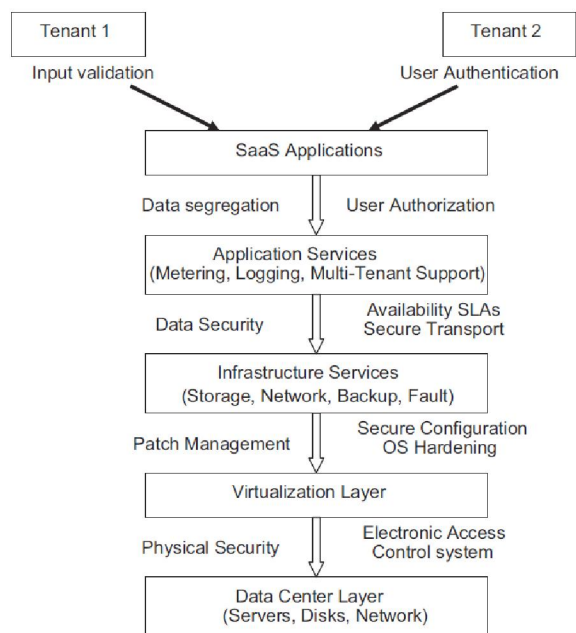 Tenant 1
Tenant 2
Input validation
User Authentication
SaaS Applications
Data segregation
User Authorization
Application Services
(Metering, Logging, Multi-Tenant Support)
Data Security
Availability SLAs
Secure Transport
Infrastructure Services
(Storage, Network, Backup, Fault)
Patch Management
Secure Configuration
OS Hardening
Virtualization Layer
Physical Security
Electronic Access
Control system
Data Center Layer
(Servers, Disks, Network)